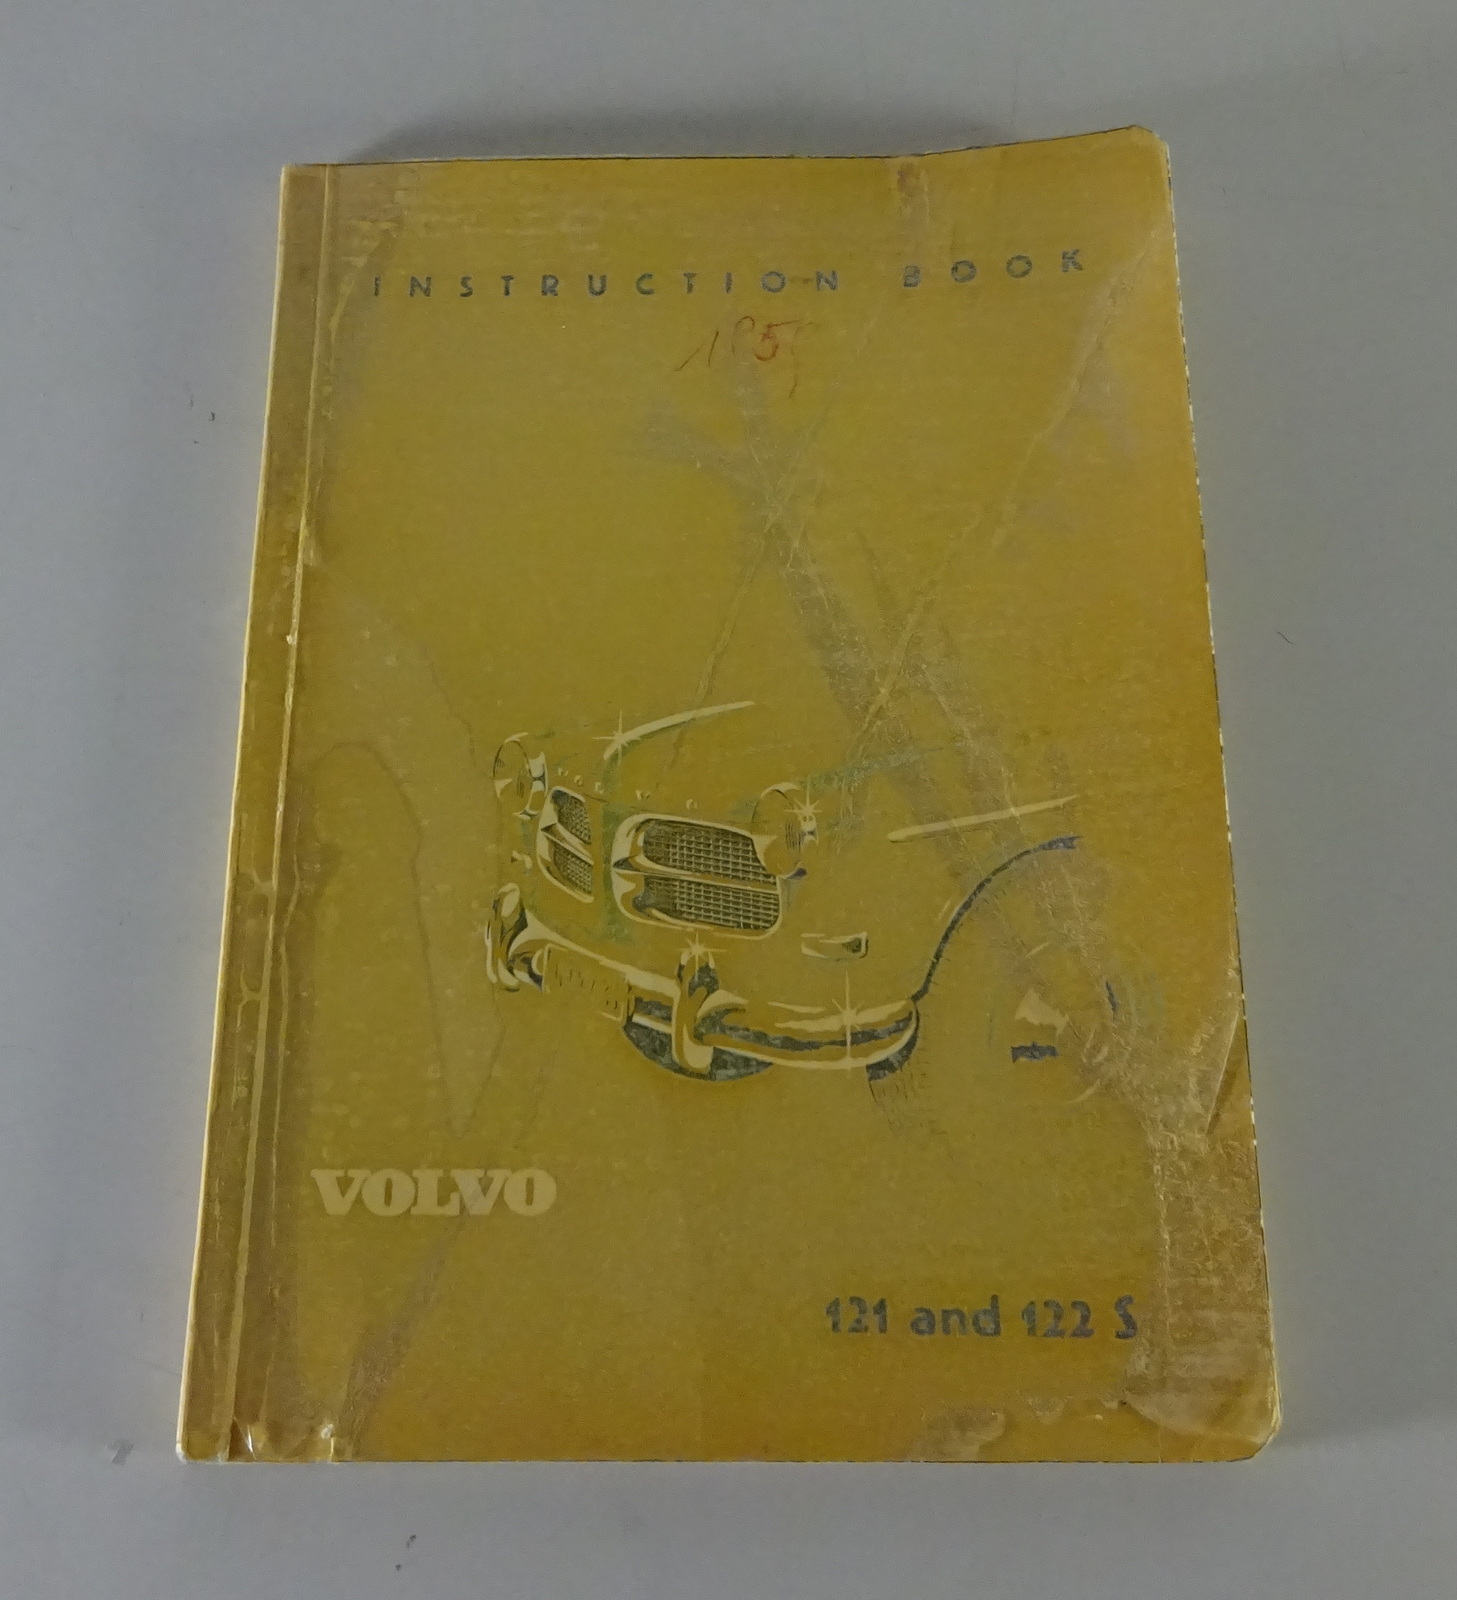 INSTRUCTION BOOK
VOLVO
121 and 122 S